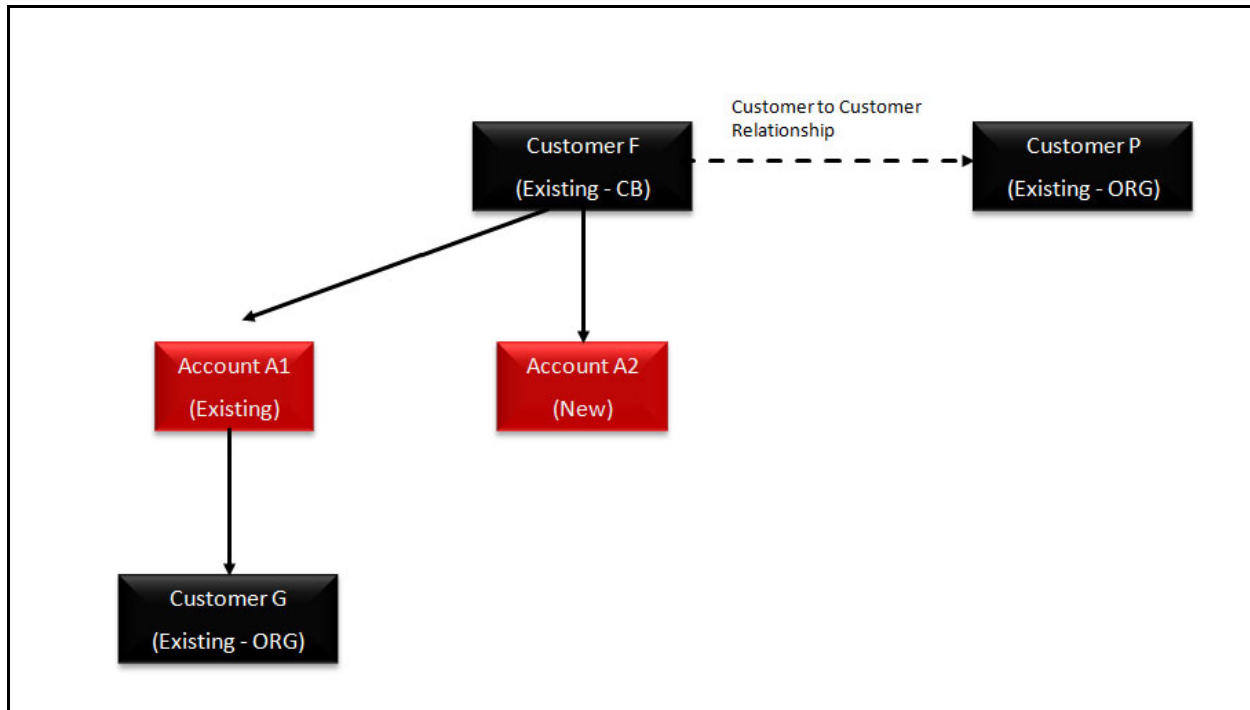 Customer to Customer
Relationship
Customer F
(Existing - CB)
Customer P
(Existing - ORG)
Account A1
(Existing)
Account A2
(New)
Customer G
(Existing - ORG)